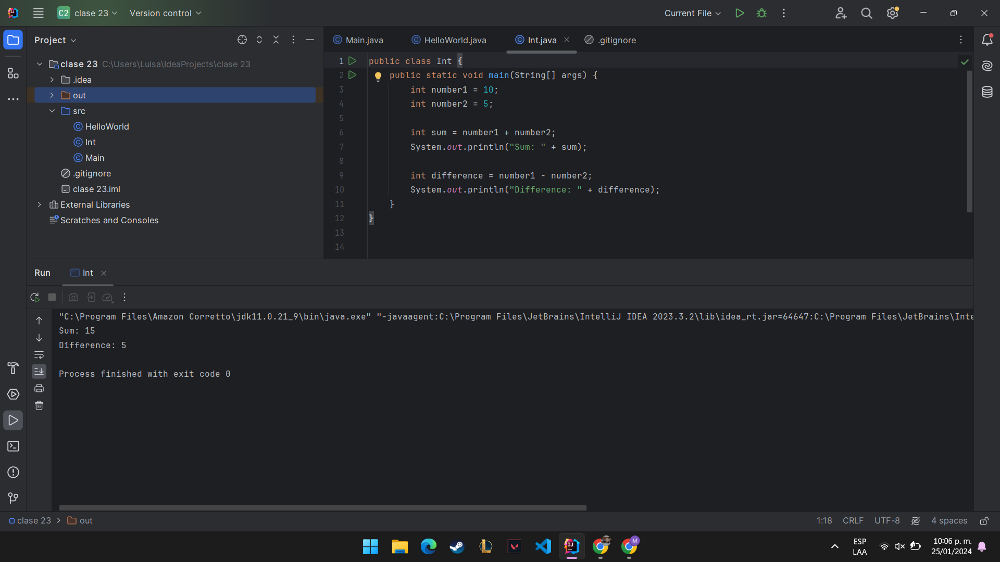 C2 clase 23 Version control Current File
Project
clase 23 C:\Users\Luisa\IdeaProjects\clase 23
.idea
out
src
HelloWorld
Int
Main
.gitignore
clase 23.iml
External Libraries
Scratches and Consoles
Main.java HelloWorld.java Int.java .gitignore
1 public class Int {
2 public static void main(String[] args) {
3 int number1 = 10;
4 int number2 = 5;
5
6 int sum = number1 + number2;
7 System.out.println("Sum: " + sum);
8
9 int difference = number1 - number2;
10 System.out.println("Difference: " + difference);
11 }
12 }
13
14
Run Int
"C:\Program Files\Amazon Corretto\jdk11.0.21_9\bin\java.exe" "-javaagent:C:\Program Files\JetBrains\IntelliJ IDEA 2023.3.2\lib\idea_rt.jar=64647:C:\Program Files\JetBrains\Inte
Sum: 15
Difference: 5
Process finished with exit code 0
clase 23 > out 1:18 CRLF UTF-8 4 spaces
ESP
LAA
10:06 p. m.
25/01/2024